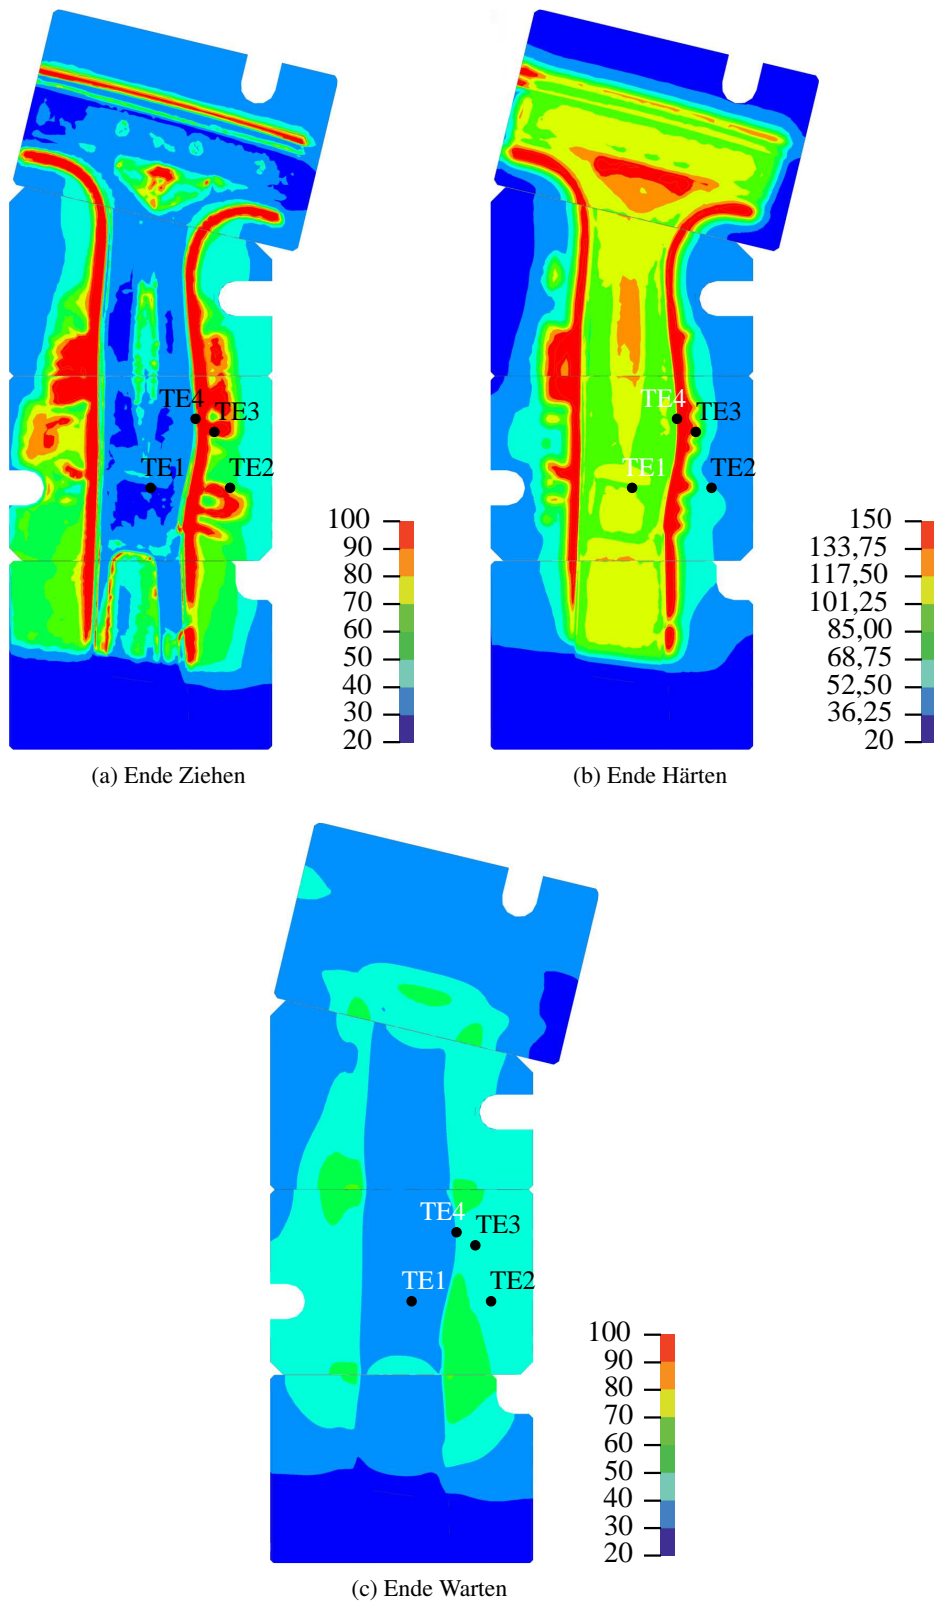 TE4
TE3
TE1
TE2
100
90
80
70
60
50
40
30
20
(a) Ende Ziehen
TE4
TE3
TE1
TE2
150
133,75
117,50
101,25
85,00
68,75
52,50
36,25
20
(b) Ende Härten
TE4
TE3
TE1
TE2
100
90
80
70
60
50
40
30
20
(c) Ende Warten